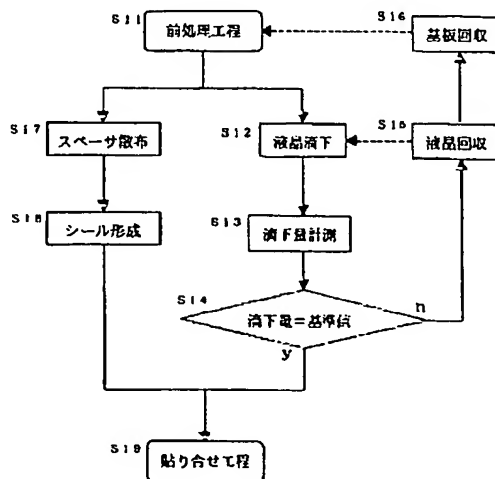 S11
前処理工程
S16
基板回収
S17
スペーサ散布
S12
液晶滴下
S15
液晶回収
S18
シール形成
S13
滴下量計測
S14
滴下量=基準値
n
y
S19
貼り合せ工程